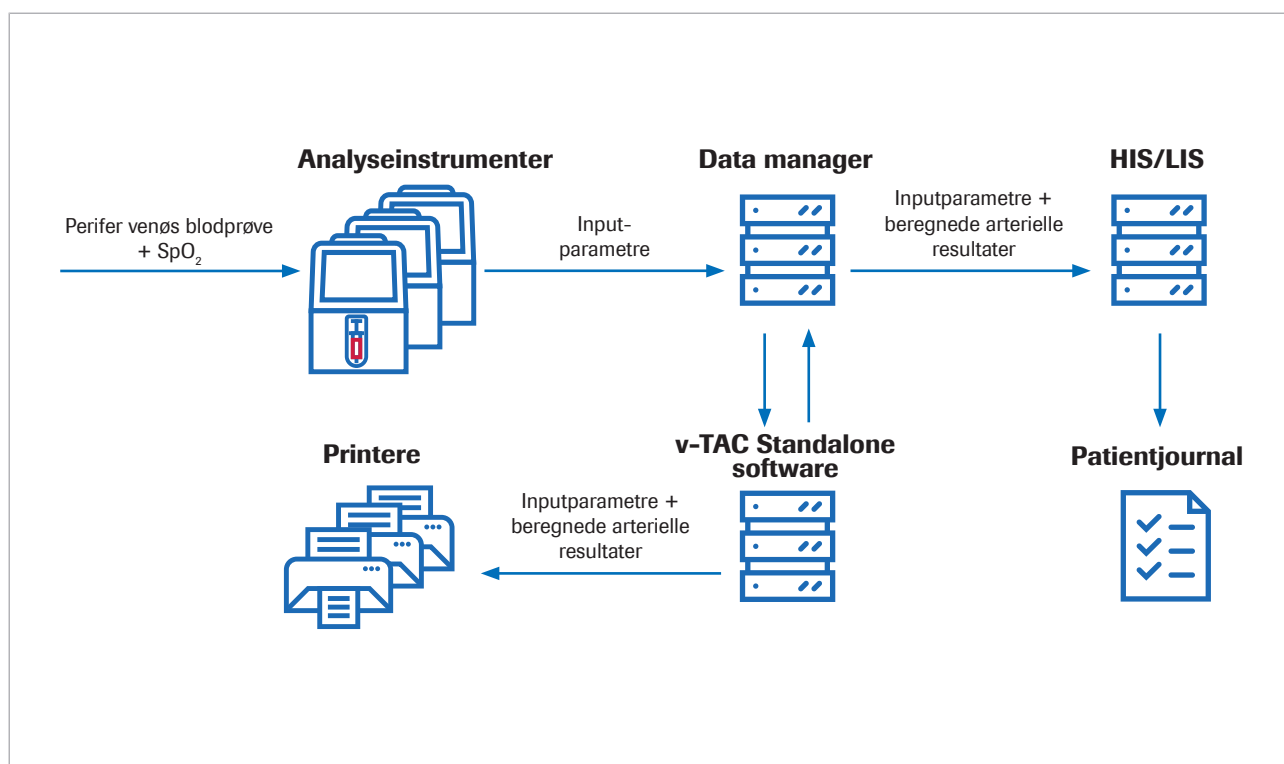 Analyseinstrumenter
Data manager
HIS/LIS
Perifer venøs blodprøve
+ SpO₂
Input-
parametre
Inputparametre +
beregnede arterielle
resultater
Printere
v-TAC Standalone
software
Patientjournal
Inputparametre +
beregnede arterielle
resultater